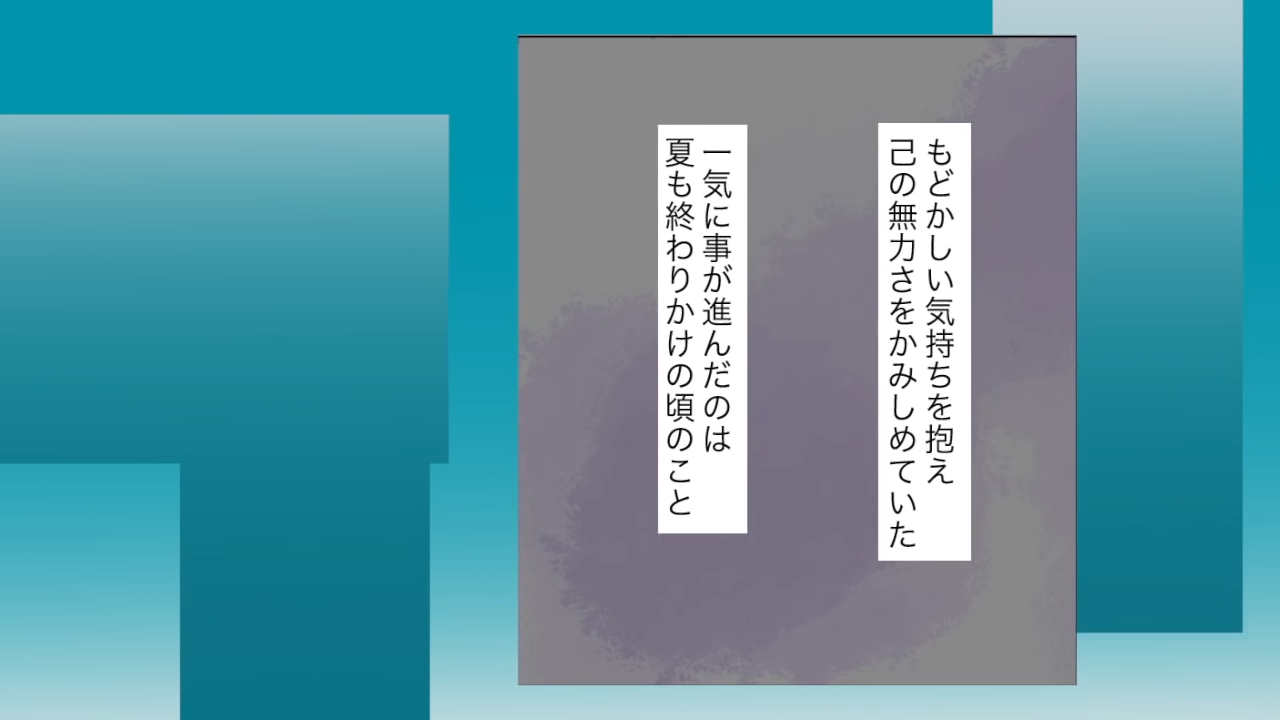 もどかしい気持ちを抱え
己の無力さをかみしめていた
一気に事が進んだのは
夏も終わりかけの頃のこと